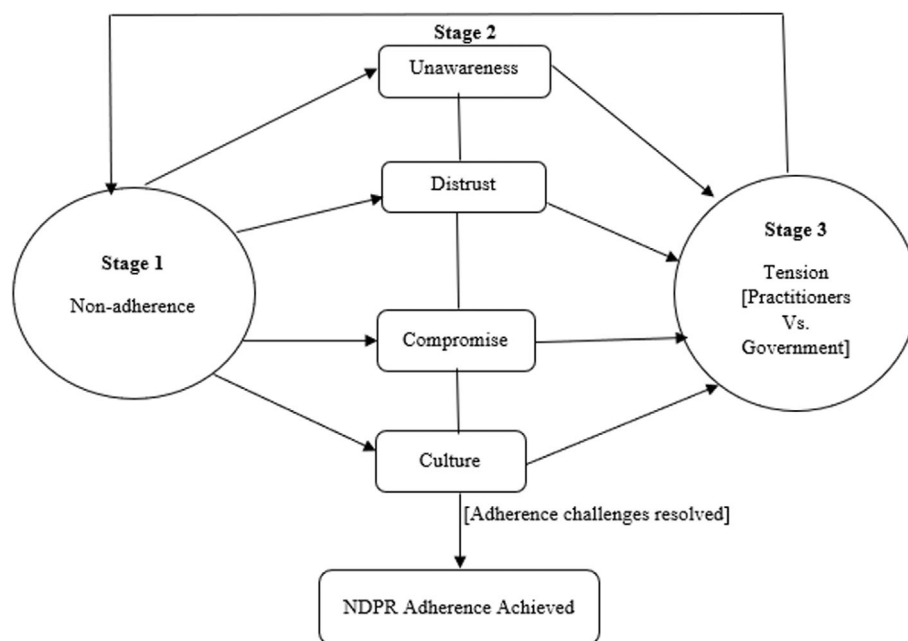 Stage 2
Unawareness
Distrust
Stage 1
Non-adherence
Stage 3
Tension
[Practitioners
Vs.
Government]
Compromise
Culture
[Adherence challenges resolved]
NDPR Adherence Achieved